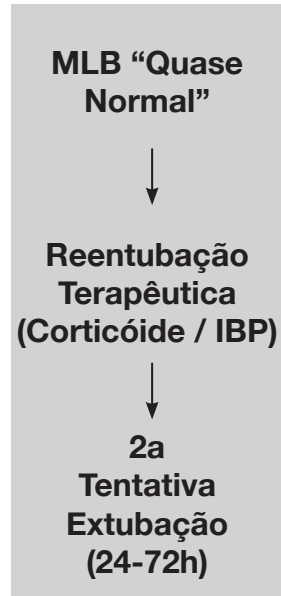 MLB “Quase
Normal”
Reentubação
Terapêutica
(Corticóide / IBP)
2a
Tentativa
Extubação
(24-72h)